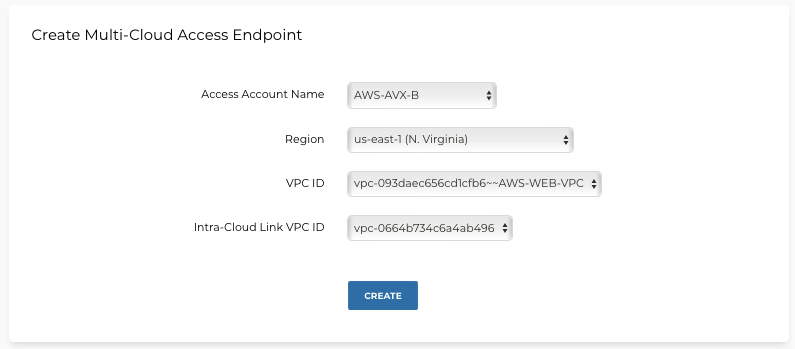 Create Multi-Cloud Access Endpoint
Access Account Name AWS-AVX-B
Region us-east-1 (N. Virginia)
VPC ID vpc-093daec656cd1cfb6~~AWS-WEB-VPC
Intra-Cloud Link VPC ID vpc-0664b734c6a4ab496
CREATE